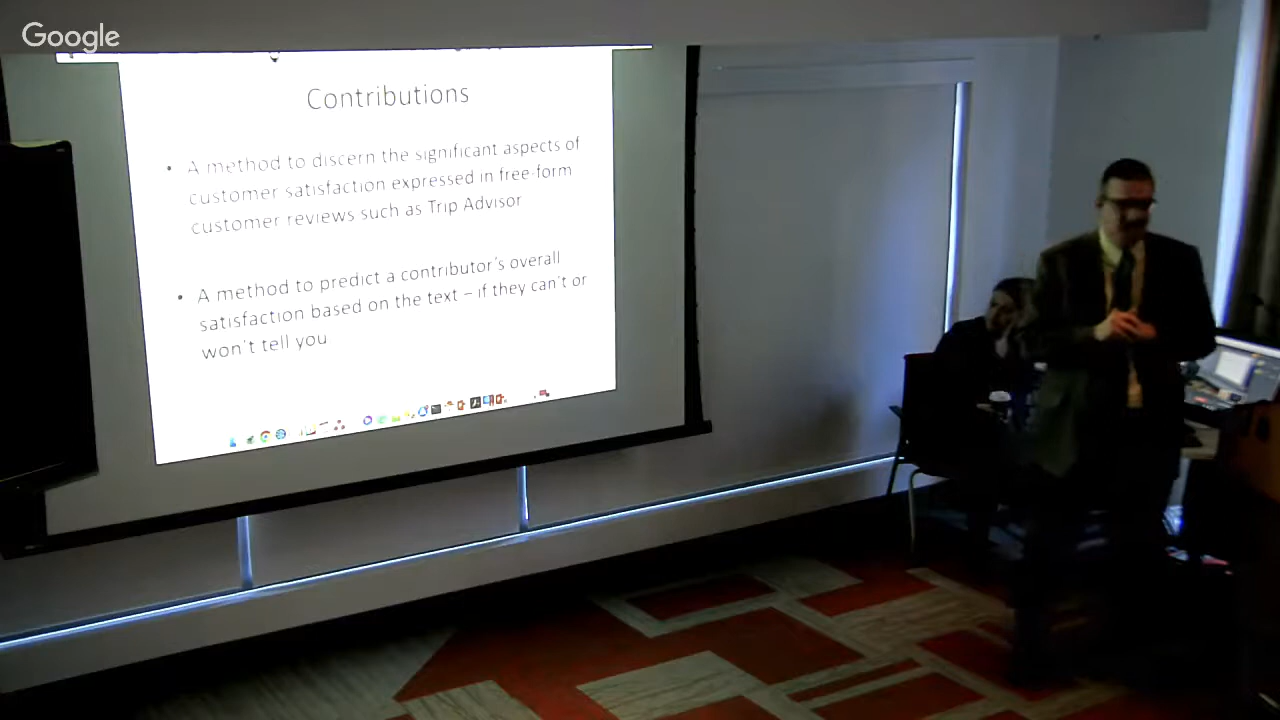 Google
Contributions
• A method to discern the significant aspects of
customer satisfaction expressed in free-form
customer reviews such as Trip Advisor
• A method to predict a contributor's overall
satisfaction based on the text – if they can't or
won't tell you